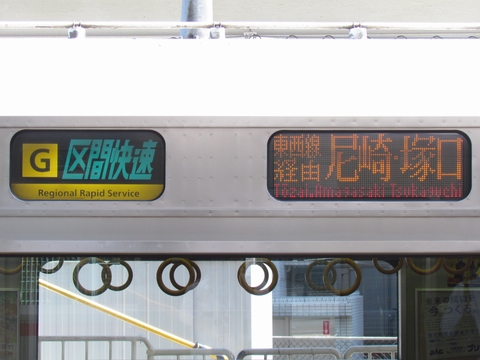 G 区間快速
Regional Rapid Service
東西線
経由 尼崎・塚口
Tozai,Amagasaki Tsukaguchi